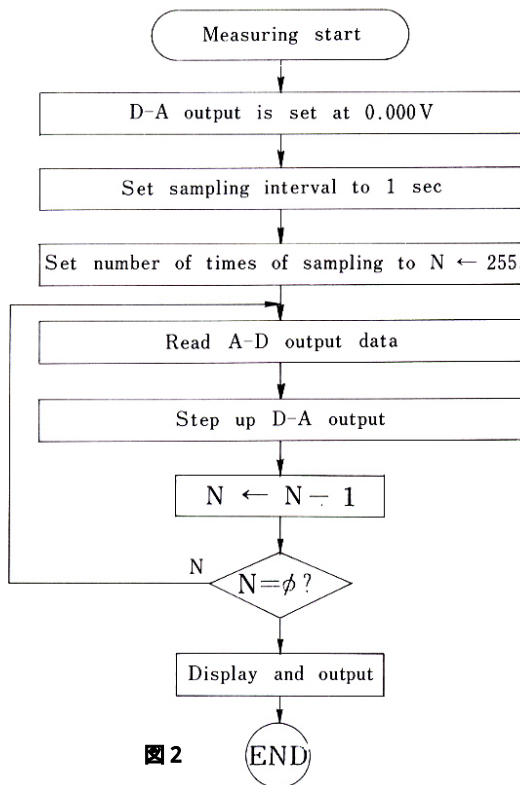 Measuring start
D-A output is set at 0.000V
Set sampling interval to 1 sec
Set number of times of sampling to N ← 255
Read A-D output data
Step up D-A output
N ← N - 1
N
N=φ?
Display and output
図2
END